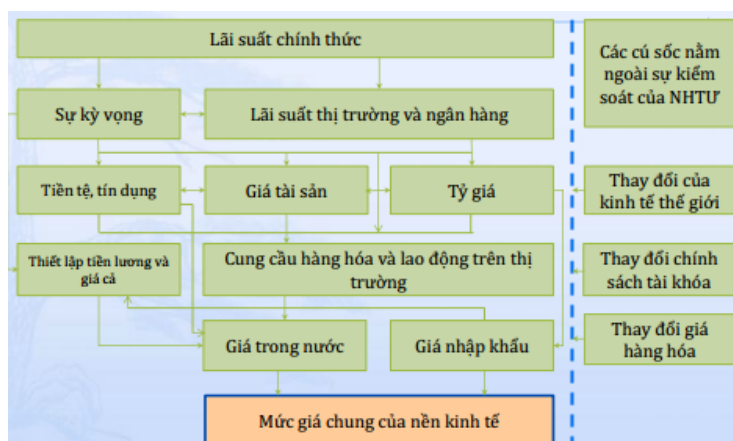 Lãi suất chính thức
Các cú sốc nằm
ngoài sự kiểm
soát của NHTƯ
Sự kỳ vọng
Lãi suất thị trường và ngân hàng
Tiền tệ, tín dụng
Giá tài sản
Tỷ giá
Thay đổi của
kinh tế thế giới
Thiết lập tiền lương và
giá cả
Cung cầu hàng hóa và lao động trên thị
trường
Thay đổi chính
sách tài khóa
Giá trong nước
Giá nhập khẩu
Thay đổi giá
hàng hóa
Mức giá chung của nền kinh tế